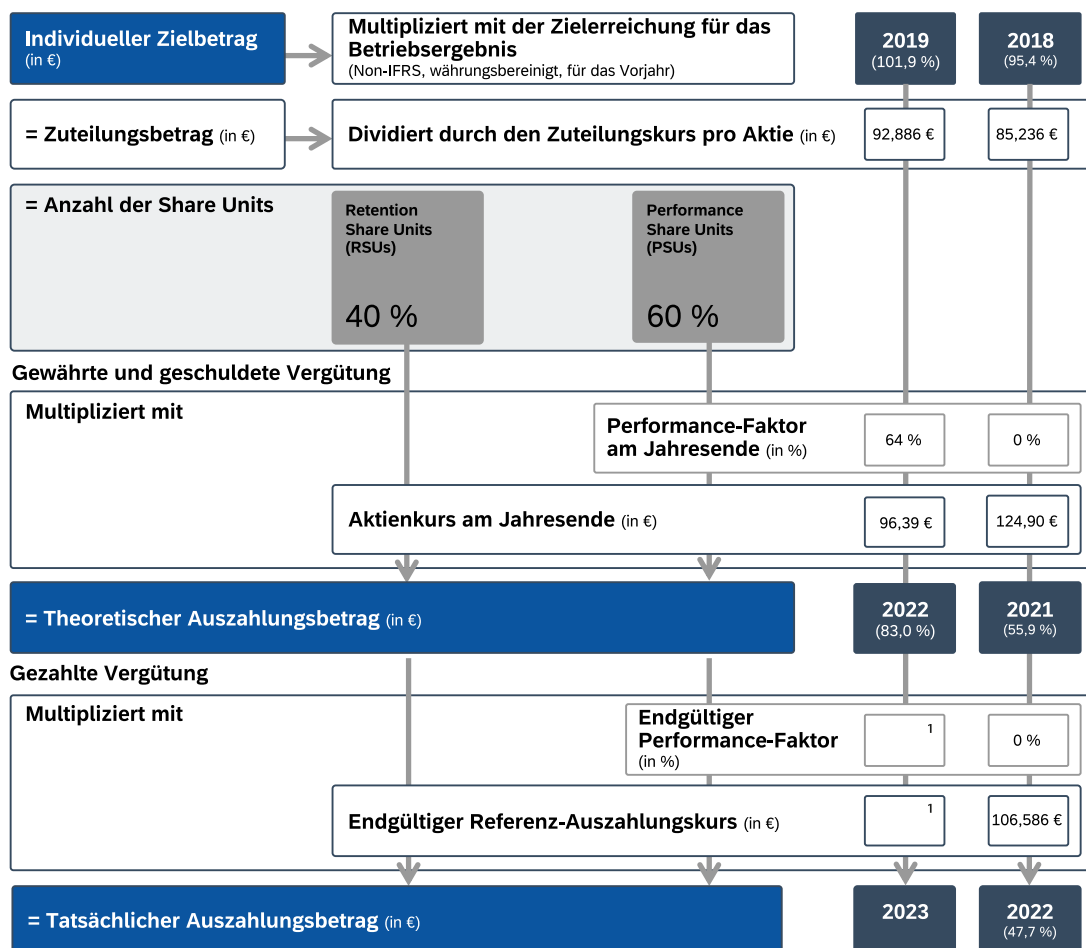 Individueller Zielbetrag
(in €)
Multipliziert mit der Zielerreichung für das
Betriebsergebnis
(Non-IFRS, währungsbereinigt, für das Vorjahr)
2019
(101,9 %)
2018
(95,4 %)
= Zuteilungsbetrag (in €)
Dividiert durch den Zuteilungskurs pro Aktie (in €)
92,886 €
85,236 €
= Anzahl der Share Units
Retention
Share Units
(RSUs)
40 %
Performance
Share Units
(PSUs)
60 %
Gewährte und geschuldete Vergütung
Multipliziert mit
Performance-Faktor
am Jahresende (in %)
64 %
0 %
Aktienkurs am Jahresende (in €)
96,39 €
124,90 €
= Theoretischer Auszahlungsbetrag (in €)
2022
(83,0 %)
2021
(55,9 %)
Gezahlte Vergütung
Multipliziert mit
Endgültiger
Performance-Faktor
(in %)
1
0 %
Endgültiger Referenz-Auszahlungskurs (in €)
1
106,586 €
= Tatsächlicher Auszahlungsbetrag (in €)
2023
2022
(47,7 %)